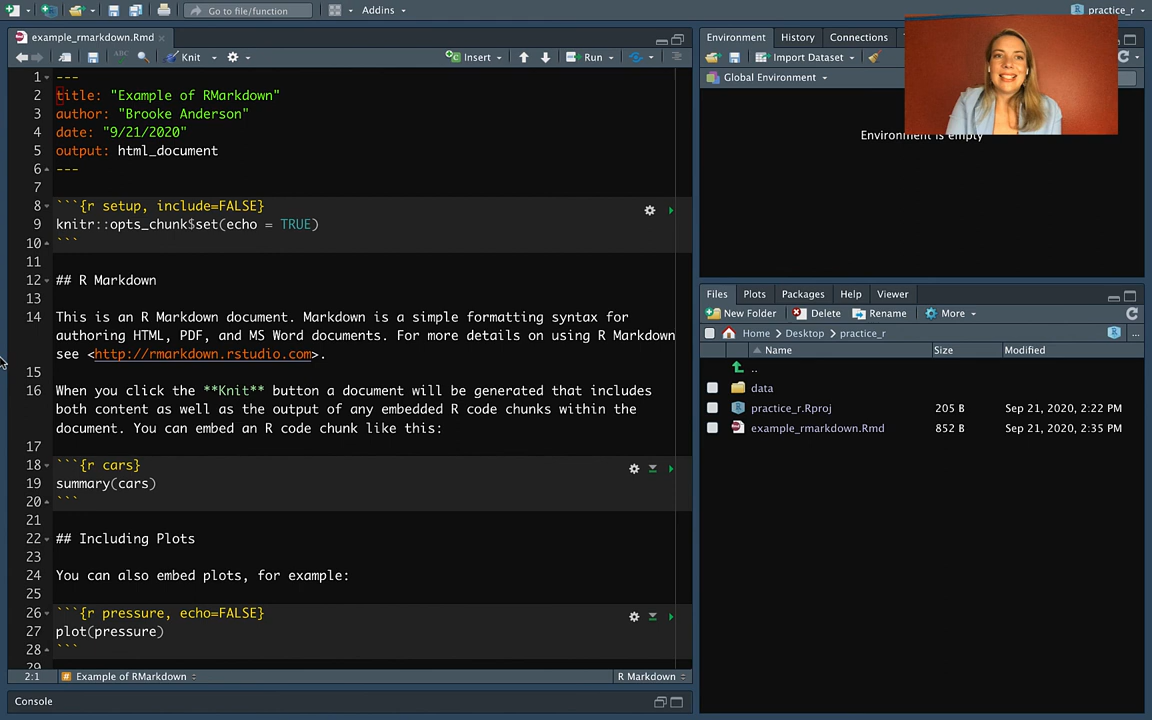 Go to file/function
Addins
practice_r
example_rmarkdown.Rmd
Knit
Insert
Run
1 ---
2 title: "Example of RMarkdown"
3 author: "Brooke Anderson"
4 date: "9/21/2020"
5 output: html_document
6 ---
7
8 ```{r setup, include=FALSE}
9 knitr::opts_chunk$set(echo = TRUE)
10 ```
11
12 ## R Markdown
13
14 This is an R Markdown document. Markdown is a simple formatting syntax for
authoring HTML, PDF, and MS Word documents. For more details on using R Markdown
see <http://rmarkdown.rstudio.com>.
15
16 When you click the **Knit** button a document will be generated that includes
both content as well as the output of any embedded R code chunks within the
document. You can embed an R code chunk like this:
17
18 ```{r cars}
19 summary(cars)
20 ```
21
22 ## Including Plots
23
24 You can also embed plots, for example:
25
26 ```{r pressure, echo=FALSE}
27 plot(pressure)
28 ```
29
2:1 # Example of RMarkdown R Markdown
Console
Environment History Connections
Import Dataset
Global Environment
Environment is empty
Files Plots Packages Help Viewer
New Folder Delete Rename More
Home Desktop practice_r
Name Size Modified
..
data
practice_r.Rproj 205 B Sep 21, 2020, 2:22 PM
example_rmarkdown.Rmd 852 B Sep 21, 2020, 2:35 PM